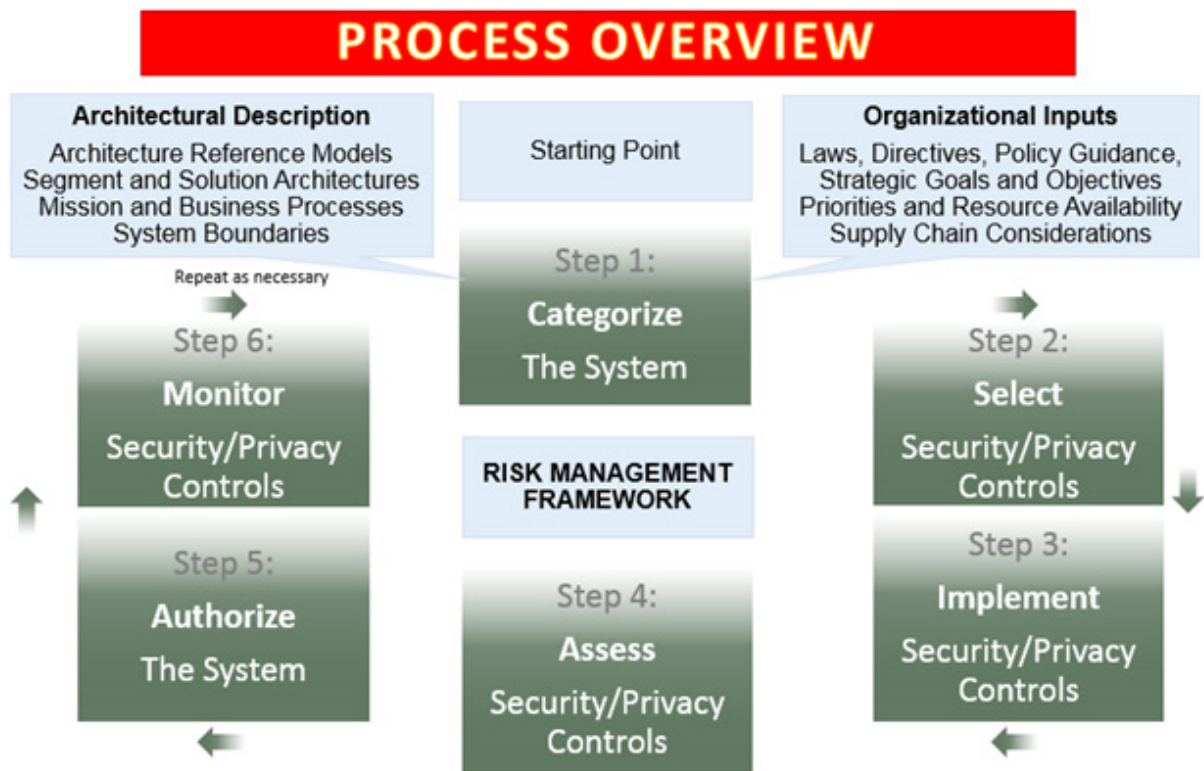 PROCESS OVERVIEW
Architectural Description
Architecture Reference Models
Segment and Solution Architectures
Mission and Business Processes
System Boundaries
Starting Point
Organizational Inputs
Laws, Directives, Policy Guidance,
Strategic Goals and Objectives
Priorities and Resource Availability
Supply Chain Considerations
Repeat as necessary
Step 1:
Categorize
The System
Step 2:
Select
Security/Privacy
Controls
Step 3:
Implement
Security/Privacy
Controls
Step 4:
Assess
Security/Privacy
Controls
Step 5:
Authorize
The System
Step 6:
Monitor
Security/Privacy
Controls
RISK MANAGEMENT
FRAMEWORK